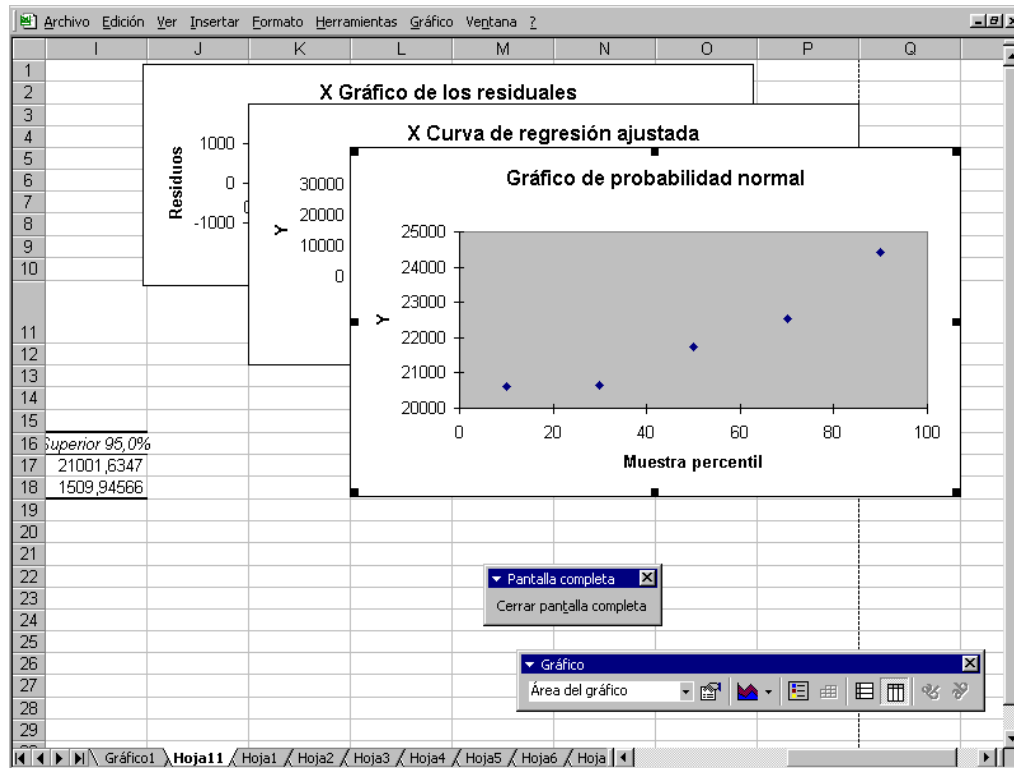 Archivo Edición Ver Insertar Formato Herramientas Gráfico Ventana ?
I J K L M N O P Q
1
2
3
4
5
6
7
8
9
10
11
12
13
14
15
16 Superior 95,0%
17 21001,6347
18 1509,94566
19
20
21
22
23
24
25
26
27
28
29
X Gráfico de los residuales
Residuos
1000
0
-1000
X Curva de regresión ajustada
Y
30000
20000
10000
0
Gráfico de probabilidad normal
Y
25000
24000
23000
22000
21000
20000
0 20 40 60 80 100
Muestra percentil
Pantalla completa
Cerrar pantalla completa
Gráfico
Área del gráfico
Gráfico1 Hoja11 Hoja1 Hoja2 Hoja3 Hoja4 Hoja5 Hoja6 Hoja